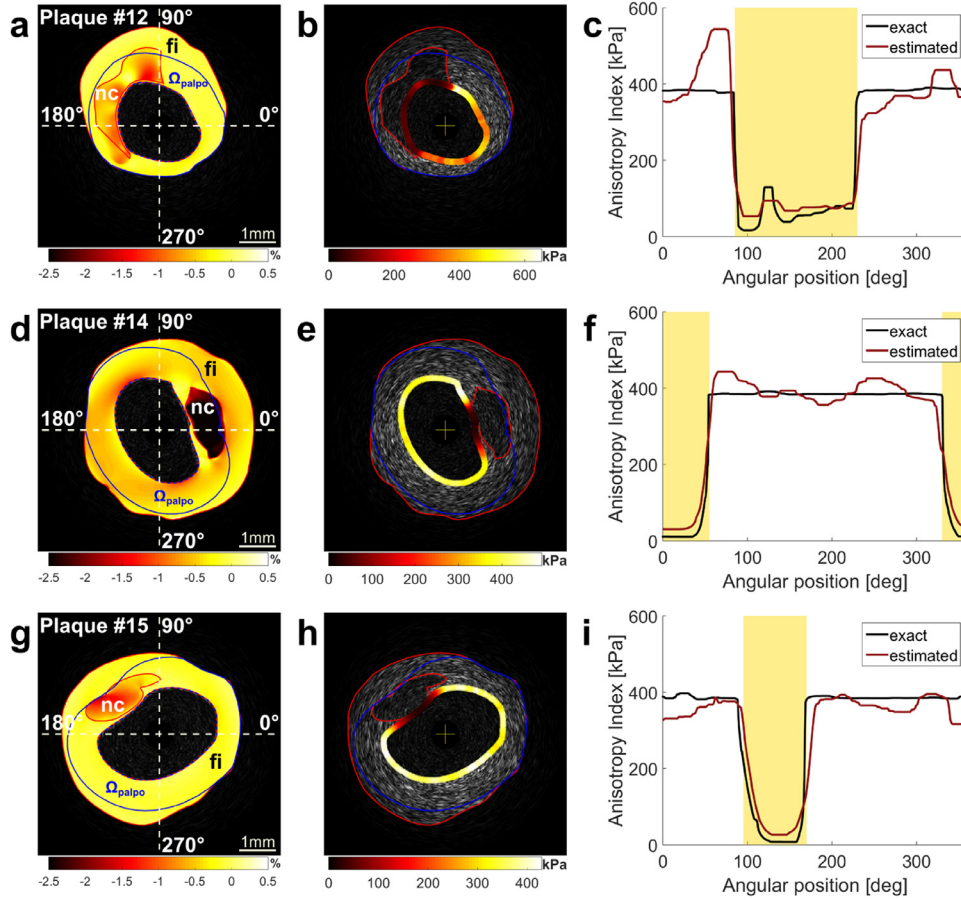 a
Plaque #12
90°
fi
Ωpalpo
nc
180°
0°
270°
1mm
%
-2.5 -1.5 -1 -0.5 0.5
b
kPa
0 200 400 600
c
Anisotropy Index [kPa]
600
400
200
0
0 100 200 300
Angular position [deg]
exact
estimated
d
Plaque #14
90°
fi
nc
180°
0°
Ωpalpo
270°
1mm
%
-2.5 -1.5 -1 -0.5 0.5
e
kPa
0 100 200 300 400
f
Anisotropy Index [kPa]
600
400
200
0
0 100 200 300
Angular position [deg]
exact
estimated
g
Plaque #15
90°
nc
180°
0°
fi
Ωpalpo
270°
1mm
%
-2.5 -1.5 -1 -0.5 0.5
h
kPa
0 100 200 300 400
i
Anisotropy Index [kPa]
600
400
200
0
0 100 200 300
Angular position [deg]
exact
estimated